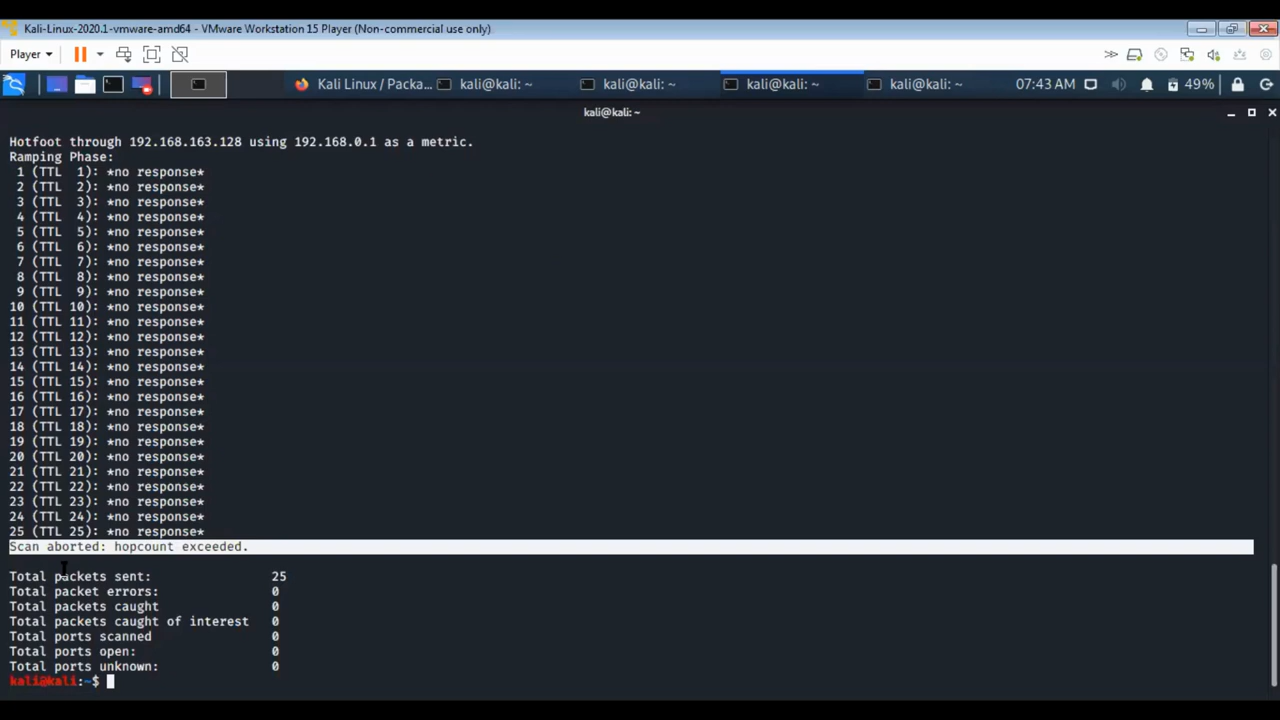 Kali-Linux-2020.1-vmware-amd64 - VMware Workstation 15 Player (Non-commercial use only)
Player
Kali Linux / Packa... kali@kali: ~ kali@kali: ~ kali@kali: ~ kali@kali: ~ 07:43 AM 49%
kali@kali: ~
Hotfoot through 192.168.163.128 using 192.168.0.1 as a metric.
Ramping Phase:
1 (TTL  1): *no response*
2 (TTL  2): *no response*
3 (TTL  3): *no response*
4 (TTL  4): *no response*
5 (TTL  5): *no response*
6 (TTL  6): *no response*
7 (TTL  7): *no response*
8 (TTL  8): *no response*
9 (TTL  9): *no response*
10 (TTL 10): *no response*
11 (TTL 11): *no response*
12 (TTL 12): *no response*
13 (TTL 13): *no response*
14 (TTL 14): *no response*
15 (TTL 15): *no response*
16 (TTL 16): *no response*
17 (TTL 17): *no response*
18 (TTL 18): *no response*
19 (TTL 19): *no response*
20 (TTL 20): *no response*
21 (TTL 21): *no response*
22 (TTL 22): *no response*
23 (TTL 23): *no response*
24 (TTL 24): *no response*
25 (TTL 25): *no response*
Scan aborted: hopcount exceeded.
Total packets sent: 25
Total packet errors: 0
Total packets caught 0
Total packets caught of interest 0
Total ports scanned 0
Total ports open: 0
Total ports unknown: 0
kali@kali:~$